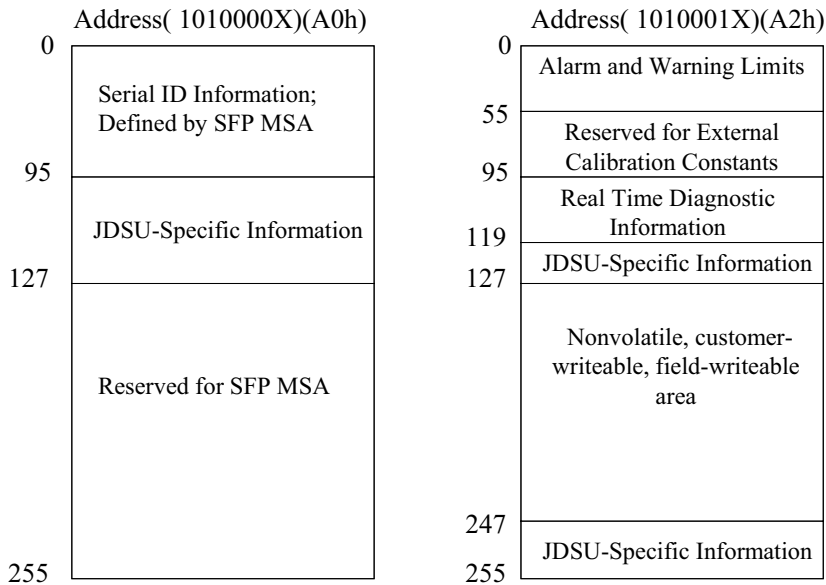 Address( 1010000X)(A0h)
0
Serial ID Information;
Defined by SFP MSA
95
JDSU-Specific Information
127
Reserved for SFP MSA
255
Address( 1010001X)(A2h)
0
Alarm and Warning Limits
55
Reserved for External
Calibration Constants
95
Real Time Diagnostic
Information
119
JDSU-Specific Information
127
Nonvolatile, customer-
writeable, field-writeable
area
247
JDSU-Specific Information
255